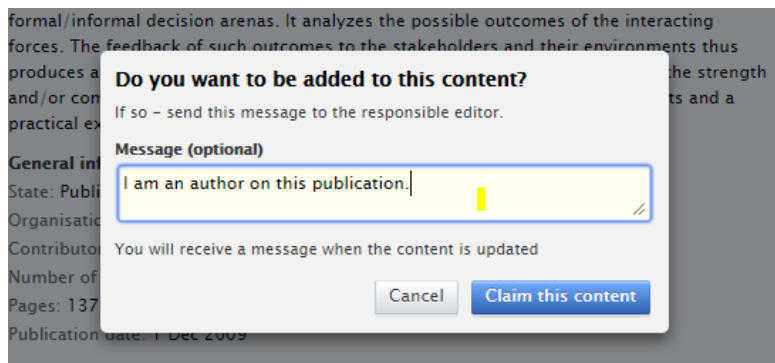 formal/informal decision arenas. It analyzes the possible outcomes of the interacting
forces. The feedback of such outcomes to the stakeholders and their environments thus
produces a
he strength
and/or com
ts and a
practical ex
Do you want to be added to this content?
If so – send this message to the responsible editor.
Message (optional)
I am an author on this publication.
You will receive a message when the content is updated
Cancel Claim this content
General inf
State: Publi
Organisatio
Contributo
Number of
Pages: 137
Publication date: 1 Dec 2009